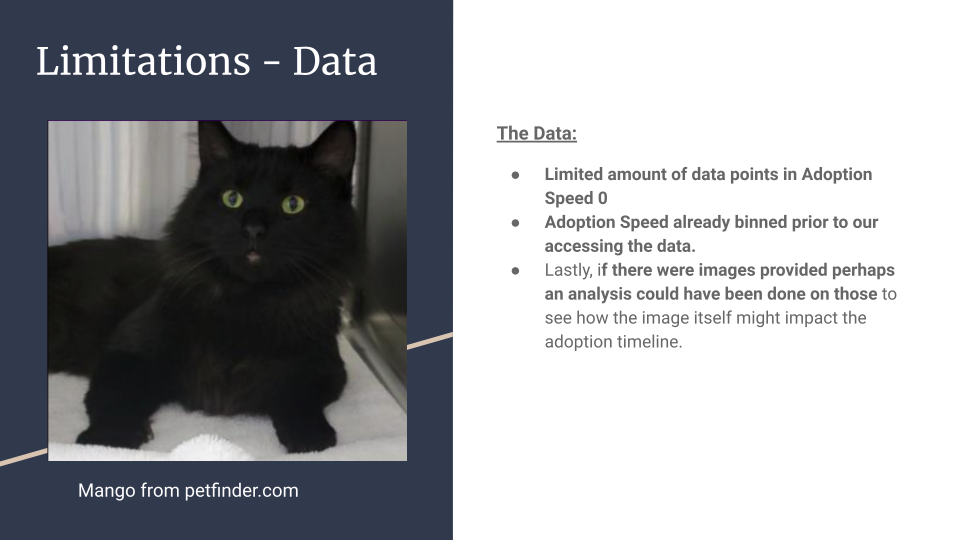 Limitations - Data
The Data:
● Limited amount of data points in Adoption
Speed 0
● Adoption Speed already binned prior to our
accessing the data.
● Lastly, if there were images provided perhaps
an analysis could have been done on those to
see how the image itself might impact the
adoption timeline.
Mango from petfinder.com